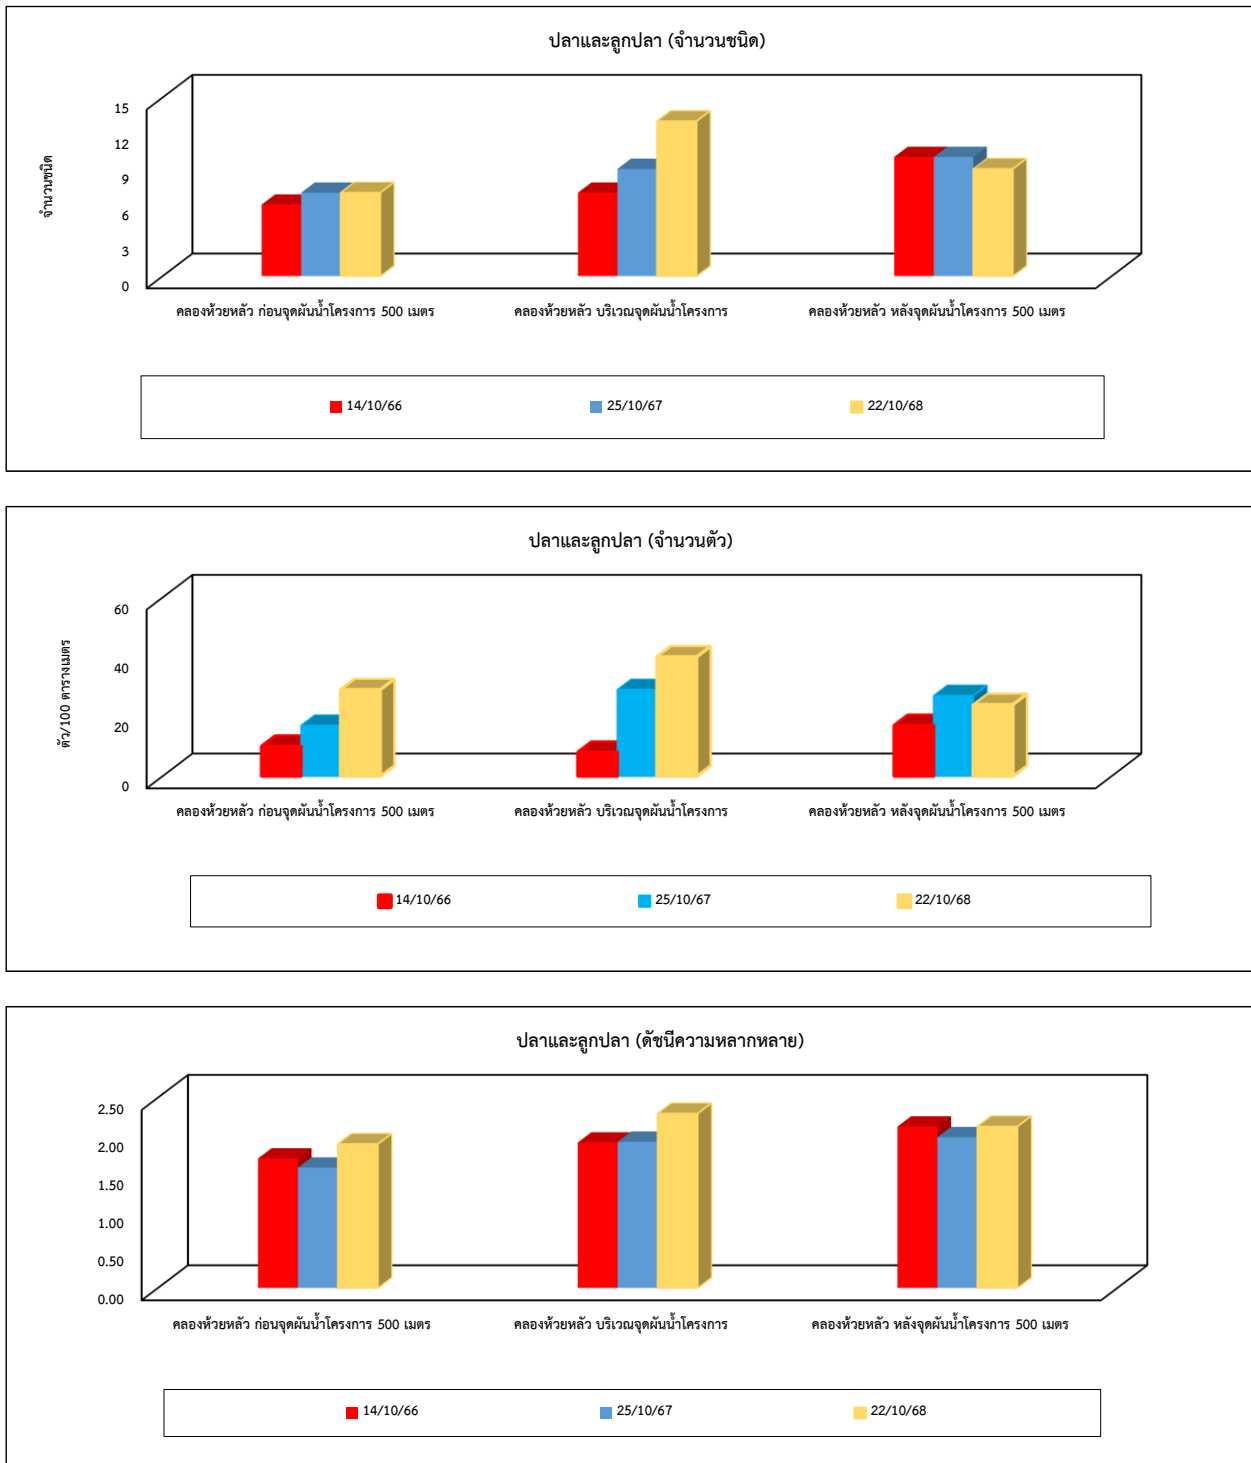 ปลาและลูกปลา (จำนวนชนิด)
จำนวนชนิด
15
12
9
6
3
0
คลองห้วยหลัว ก่อนจุดผันน้ำโครงการ 500 เมตร คลองห้วยหลัว บริเวณจุดผันน้ำโครงการ คลองห้วยหลัว หลังจุดผันน้ำโครงการ 500 เมตร
14/10/66 25/10/67 22/10/68
ปลาและลูกปลา (จำนวนตัว)
ตัว/100 ตารางเมตร
60
40
20
0
คลองห้วยหลัว ก่อนจุดผันน้ำโครงการ 500 เมตร คลองห้วยหลัว บริเวณจุดผันน้ำโครงการ คลองห้วยหลัว หลังจุดผันน้ำโครงการ 500 เมตร
14/10/66 25/10/67 22/10/68
ปลาและลูกปลา (ดัชนีความหลากหลาย)
2.50
2.00
1.50
1.00
0.50
0.00
คลองห้วยหลัว ก่อนจุดผันน้ำโครงการ 500 เมตร คลองห้วยหลัว บริเวณจุดผันน้ำโครงการ คลองห้วยหลัว หลังจุดผันน้ำโครงการ 500 เมตร
14/10/66 25/10/67 22/10/68